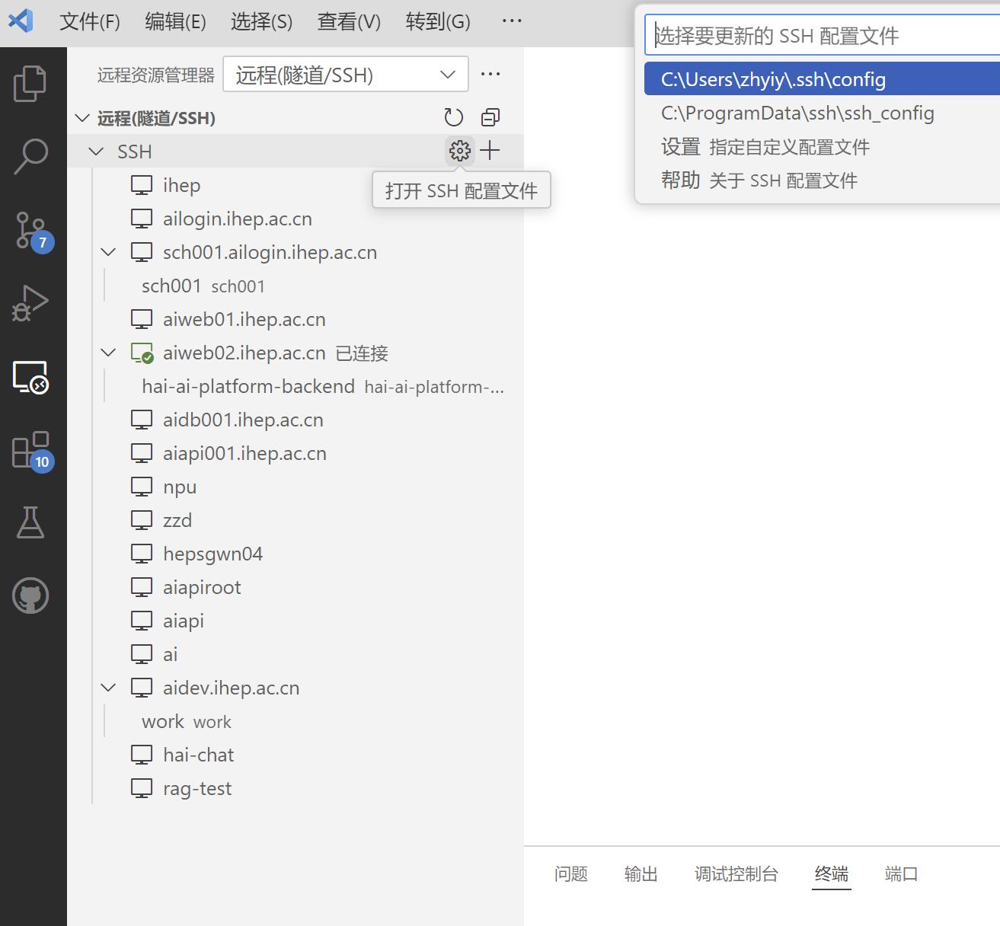 文件(F) 编辑(E) 选择(S) 查看(V) 转到(G) ···
选择要更新的 SSH 配置文件
C:\Users\zhyiy\.ssh\config
C:\ProgramData\ssh\ssh_config
设置 指定自定义配置文件
帮助 关于 SSH 配置文件
远程资源管理器 远程(隧道/SSH) ···
远程(隧道/SSH)
SSH
打开 SSH 配置文件
ihep
ailogin.ihep.ac.cn
sch001.ailogin.ihep.ac.cn
sch001 sch001
aiweb01.ihep.ac.cn
aiweb02.ihep.ac.cn 已连接
hai-ai-platform-backend hai-ai-platform-...
aidb001.ihep.ac.cn
aiapi001.ihep.ac.cn
npu
zzd
hepsgwn04
aiapiroot
aiapi
ai
aidev.ihep.ac.cn
work work
hai-chat
rag-test
7
10
问题 输出 调试控制台 终端 端口